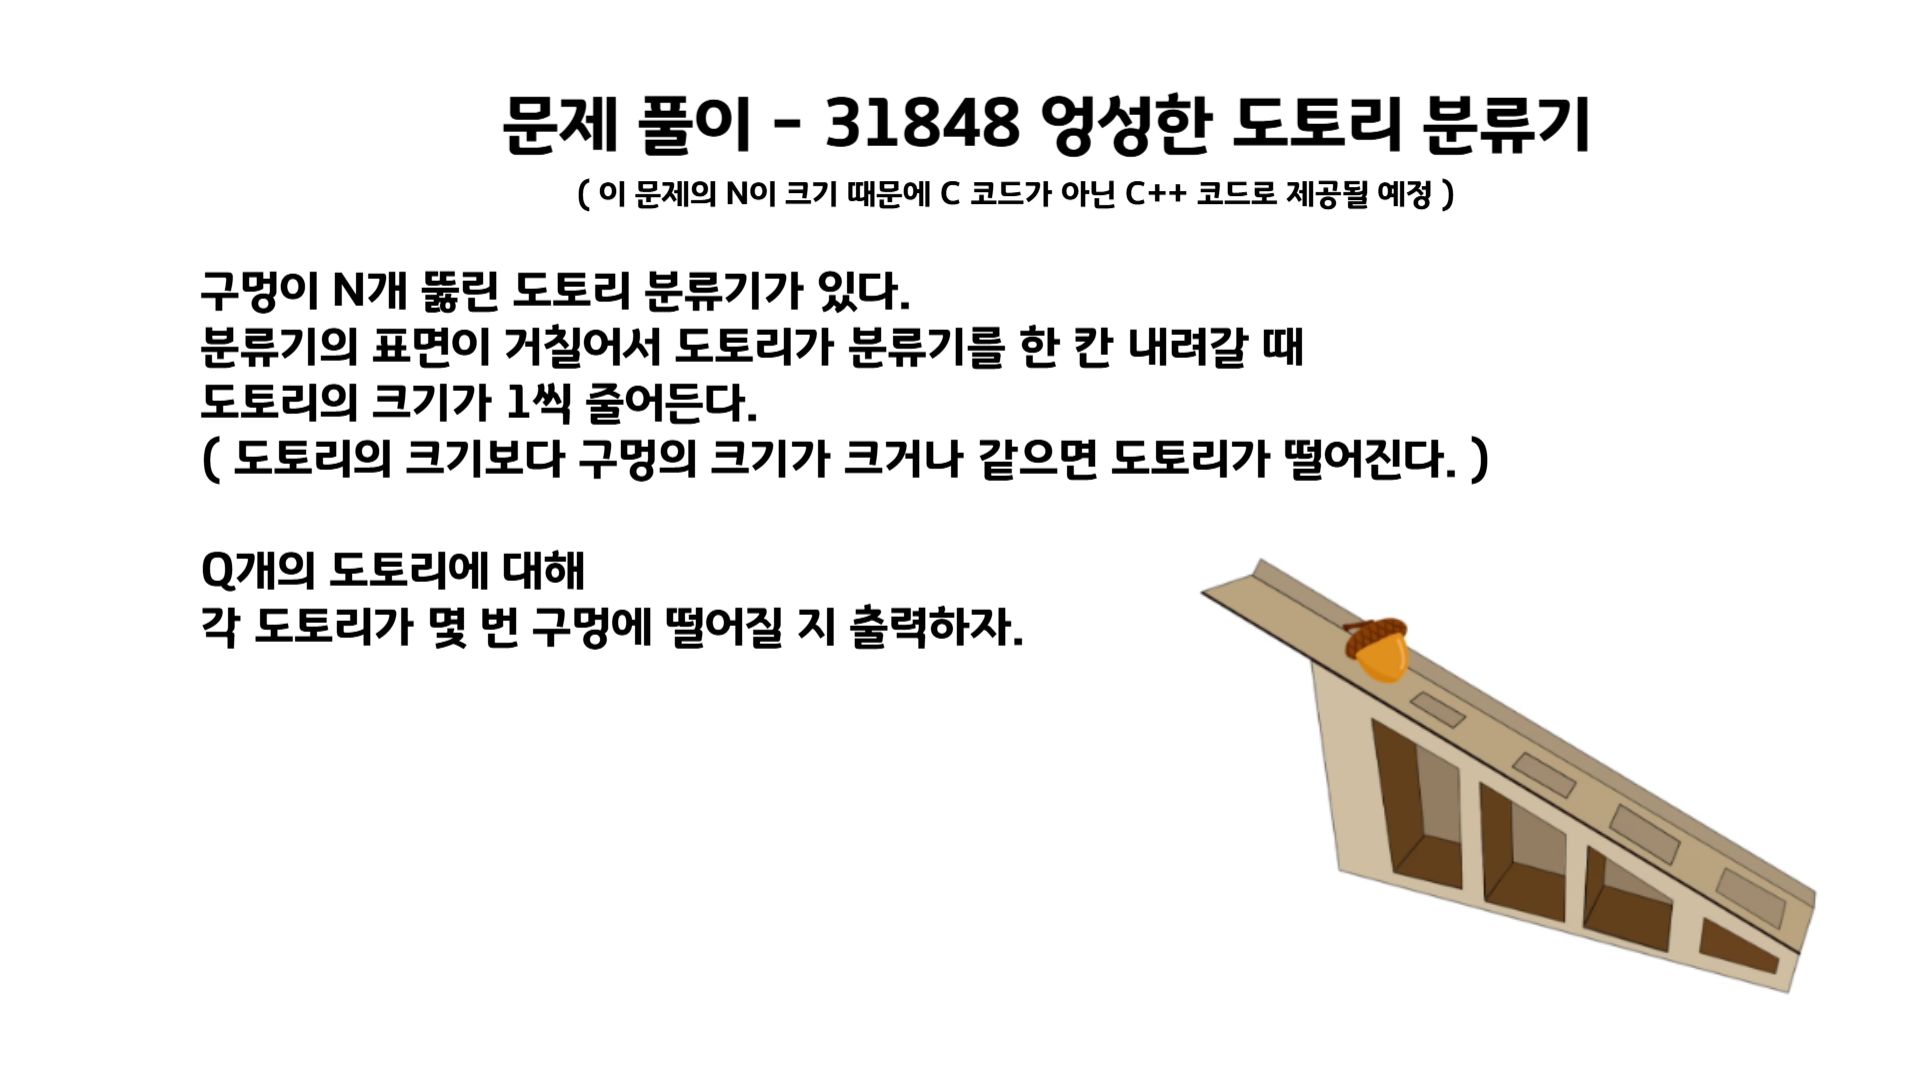 문제 풀이 - 31848 엉성한 도토리 분류기
( 이 문제의 N이 크기 때문에 C 코드가 아닌 C++ 코드로 제공될 예정 )
구멍이 N개 뚫린 도토리 분류기가 있다.
분류기의 표면이 거칠어서 도토리가 분류기를 한 칸 내려갈 때
도토리의 크기가 1씩 줄어든다.
( 도토리의 크기보다 구멍의 크기가 크거나 같으면 도토리가 떨어진다. )
Q개의 도토리에 대해
각 도토리가 몇 번 구멍에 떨어질 지 출력하자.